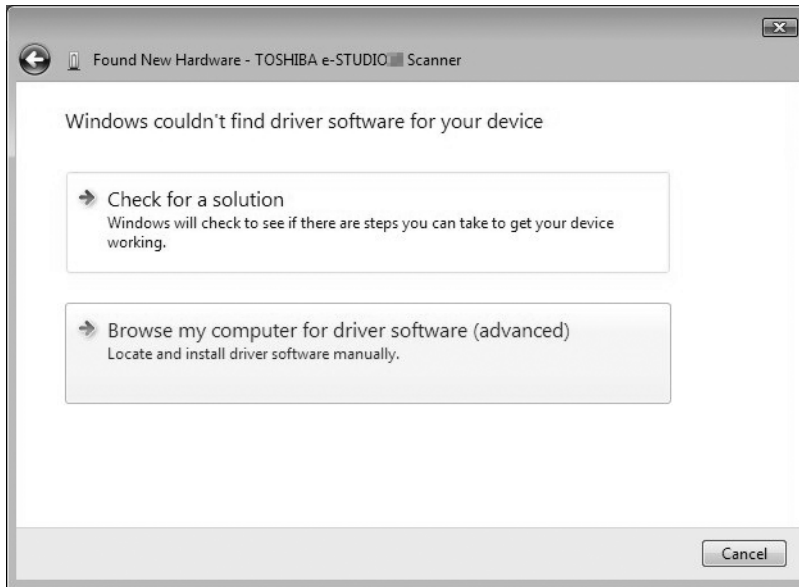 Found New Hardware - TOSHIBA e-STUDIO Scanner
Windows couldn't find driver software for your device
Check for a solution
Windows will check to see if there are steps you can take to get your device
working.
Browse my computer for driver software (advanced)
Locate and install driver software manually.
Cancel